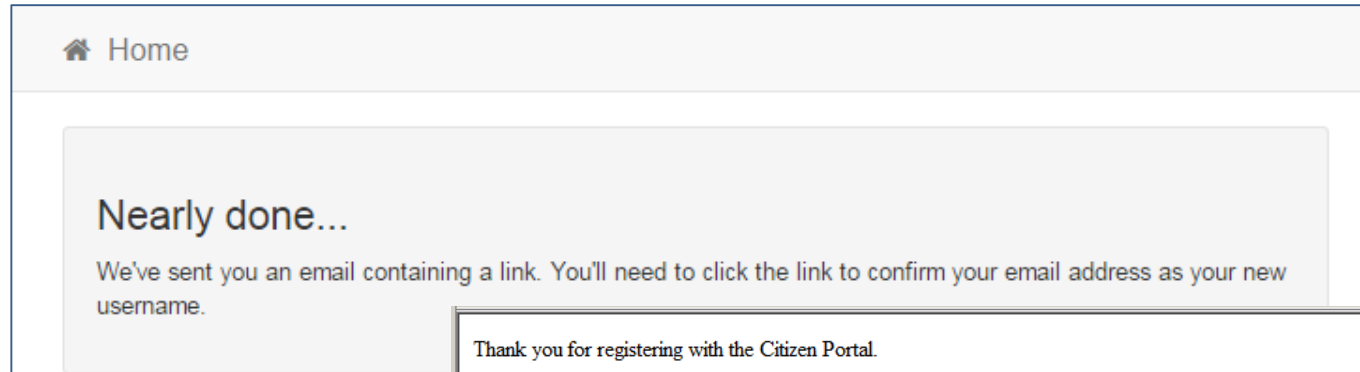 Home
Nearly done...
We've sent you an email containing a link. You'll need to click the link to confirm your email address as your new
username.
Thank you for registering with the Citizen Portal.